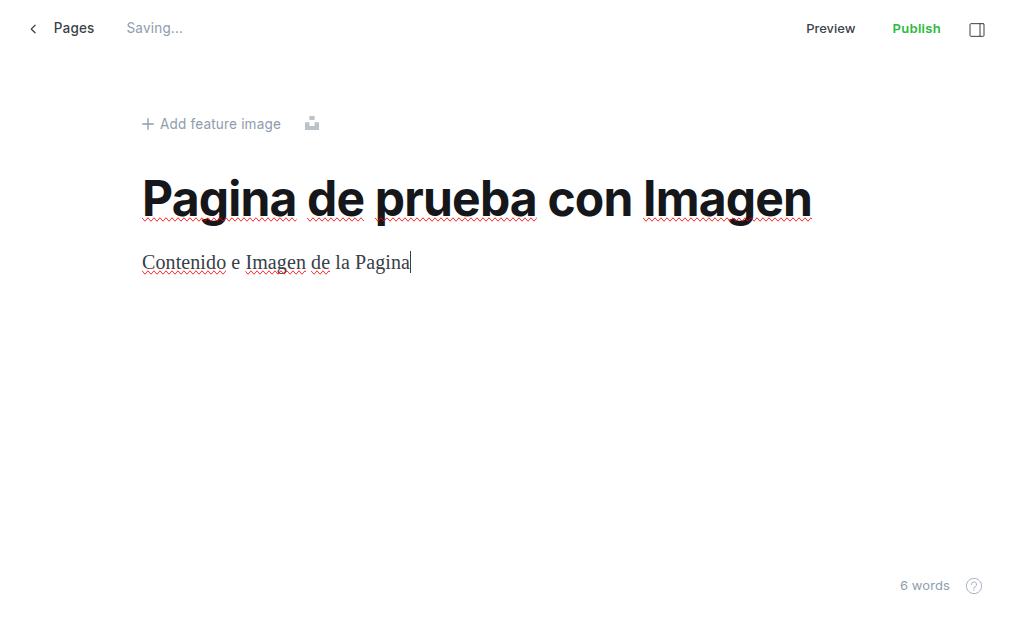 Pages Saving... Preview Publish
Add feature image
Pagina de prueba con Imagen
Contenido e Imagen de la Pagina
6 words ?